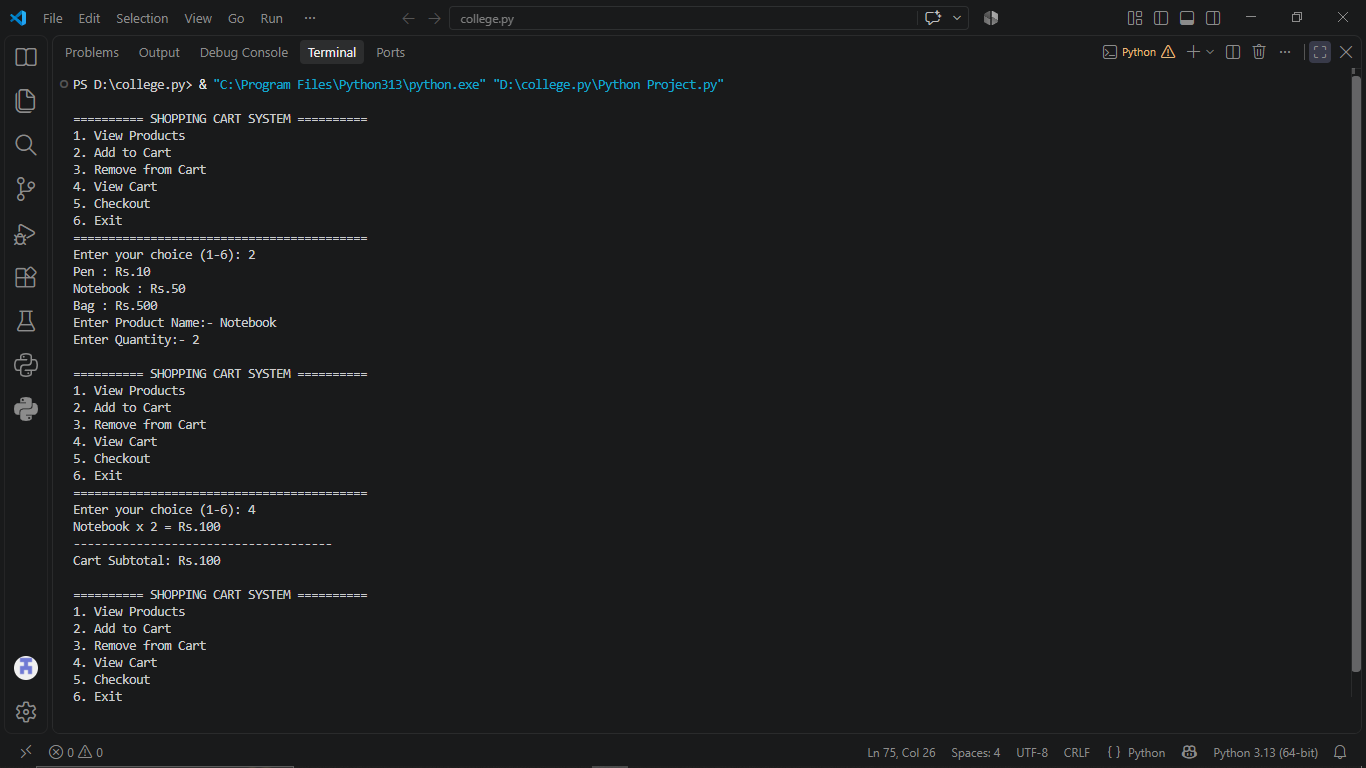 File Edit Selection View Go Run ··· college.py
Problems Output Debug Console Terminal Ports Python
PS D:\college.py> & "C:\Program Files\Python313\python.exe" "D:\college.py\Python Project.py"
========== SHOPPING CART SYSTEM ==========
1. View Products
2. Add to Cart
3. Remove from Cart
4. View Cart
5. Checkout
6. Exit
==========================================
Enter your choice (1-6): 2
Pen : Rs.10
Notebook : Rs.50
Bag : Rs.500
Enter Product Name:- Notebook
Enter Quantity:- 2
========== SHOPPING CART SYSTEM ==========
1. View Products
2. Add to Cart
3. Remove from Cart
4. View Cart
5. Checkout
6. Exit
==========================================
Enter your choice (1-6): 4
Notebook x 2 = Rs.100
-------------------------------------
Cart Subtotal: Rs.100
========== SHOPPING CART SYSTEM ==========
1. View Products
2. Add to Cart
3. Remove from Cart
4. View Cart
5. Checkout
6. Exit
0 0 Ln 75, Col 26 Spaces: 4 UTF-8 CRLF { } Python Python 3.13 (64-bit)